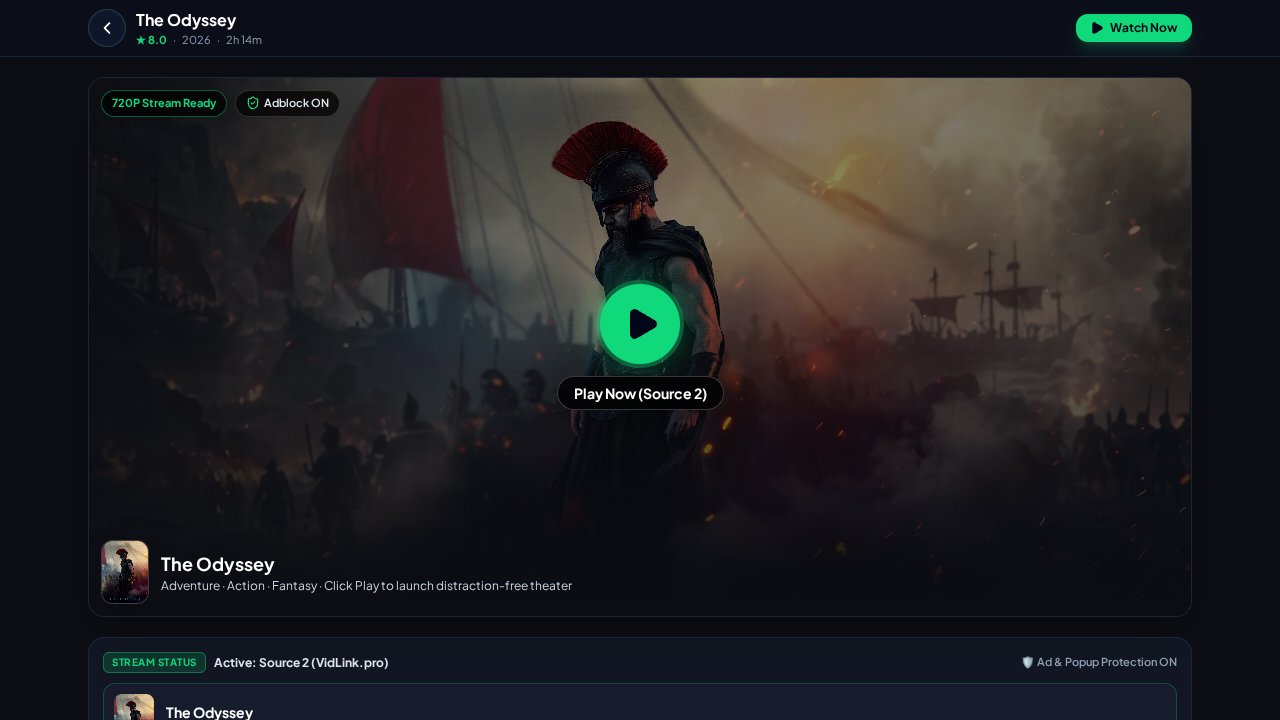 The Odyssey
★ 8.0 · 2026 · 2h 14m
Watch Now
720P Stream Ready
Adblock ON
Play Now (Source 2)
The Odyssey
Adventure · Action · Fantasy · Click Play to launch distraction-free theater
STREAM STATUS
Active: Source 2 (VidLink.pro)
Ad & Popup Protection ON
The Odyssey